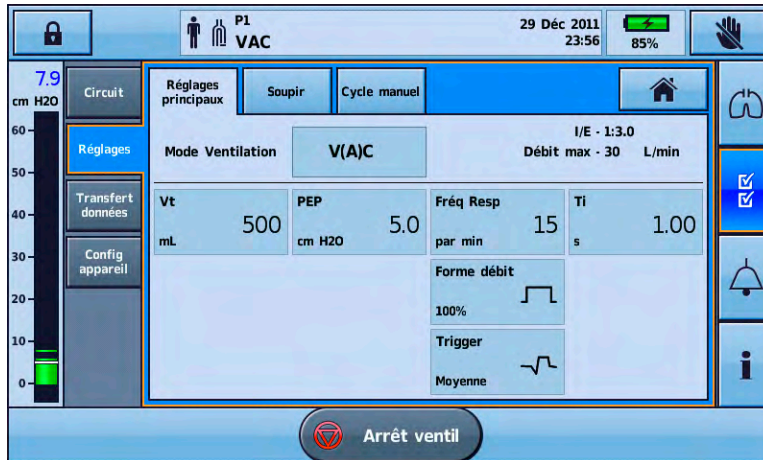 P1
VAC
29 Déc 2011
23:56
85%
7.9
cm H2O
60
50
40
30
20
10
0
Circuit
Réglages
Transfert
données
Config
appareil
Réglages
principaux
Soupir
Cycle manuel
Mode Ventilation
V(A)C
I/E - 1:3.0
Débit max - 30 L/min
Vt
500
mL
PEP
5.0
cm H2O
Fréq Resp
15
par min
Ti
1.00
s
Forme débit
100%
Trigger
Moyenne
Arrêt ventil